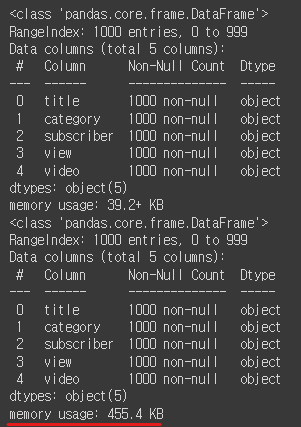 <class 'pandas.core.frame.DataFrame'>
RangeIndex: 1000 entries, 0 to 999
Data columns (total 5 columns):
 #   Column      Non-Null Count  Dtype
---  ------      --------------  -----
 0   title       1000 non-null   object
 1   category    1000 non-null   object
 2   subscriber  1000 non-null   object
 3   view        1000 non-null   object
 4   video       1000 non-null   object
dtypes: object(5)
memory usage: 39.2+ KB
<class 'pandas.core.frame.DataFrame'>
RangeIndex: 1000 entries, 0 to 999
Data columns (total 5 columns):
 #   Column      Non-Null Count  Dtype
---  ------      --------------  -----
 0   title       1000 non-null   object
 1   category    1000 non-null   object
 2   subscriber  1000 non-null   object
 3   view        1000 non-null   object
 4   video       1000 non-null   object
dtypes: object(5)
memory usage: 455.4 KB